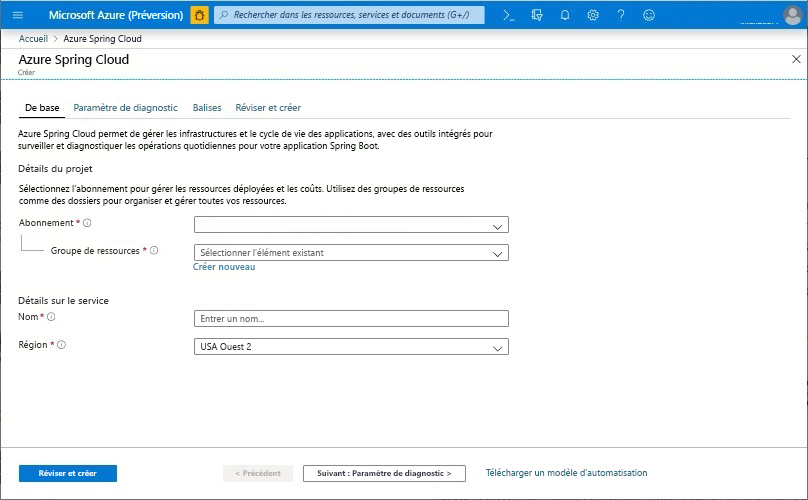 Microsoft Azure (Préversion)
Rechercher dans les ressources, services et documents (G+/)
Accueil > Azure Spring Cloud
Azure Spring Cloud
Créer
De base Paramètre de diagnostic Balises Réviser et créer
Azure Spring Cloud permet de gérer les infrastructures et le cycle de vie des applications, avec des outils intégrés pour
surveiller et diagnostiquer les opérations quotidiennes pour votre application Spring Boot.
Détails du projet
Sélectionnez l'abonnement pour gérer les ressources déployées et les coûts. Utilisez des groupes de ressources
comme des dossiers pour organiser et gérer toutes vos ressources.
Abonnement *
Groupe de ressources * Sélectionner l'élément existant
Créer nouveau
Détails sur le service
Nom * Entrer un nom...
Région * USA Ouest 2
Réviser et créer < Précédent Suivant : Paramètre de diagnostic > Télécharger un modèle d'automatisation